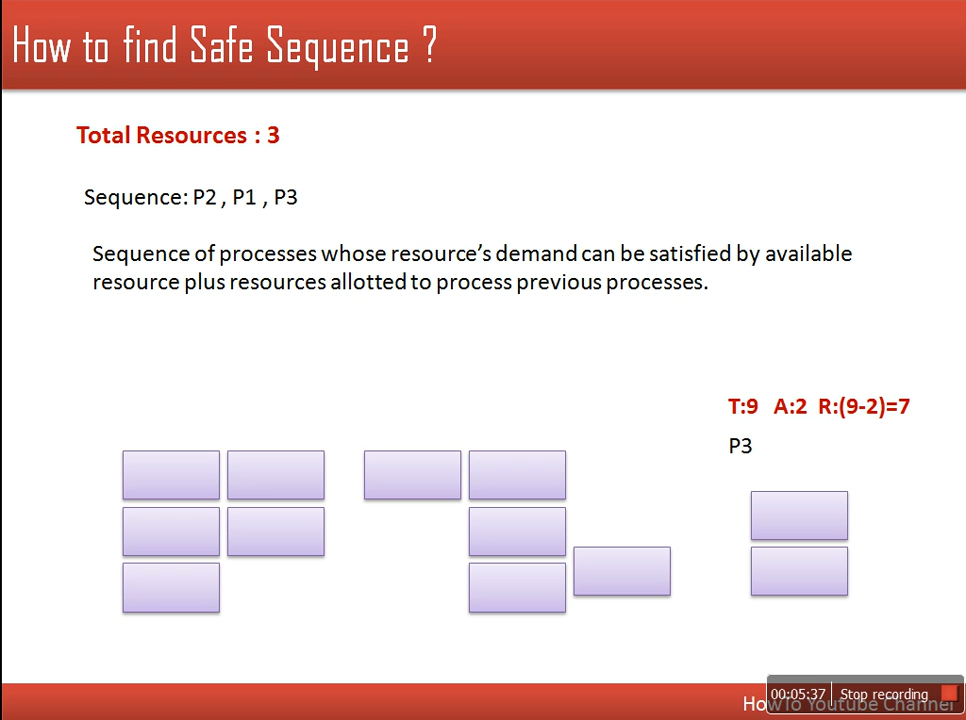 How to find Safe Sequence ?
Total Resources : 3
Sequence: P2 , P1 , P3
Sequence of processes whose resource’s demand can be satisfied by available
resource plus resources allotted to process previous processes.
T:9 A:2 R:(9-2)=7
P3
00:05:37 Stop recording
HowTo Youtube Channel